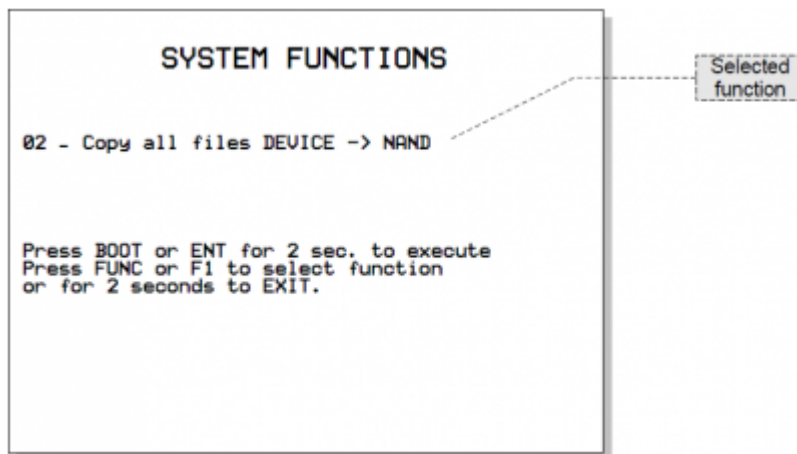 SYSTEM FUNCTIONS
Selected
function
02 - Copy all files DEVICE -> NAND
Press BOOT or ENT for 2 sec. to execute
Press FUNC or F1 to select function
or for 2 seconds to EXIT.